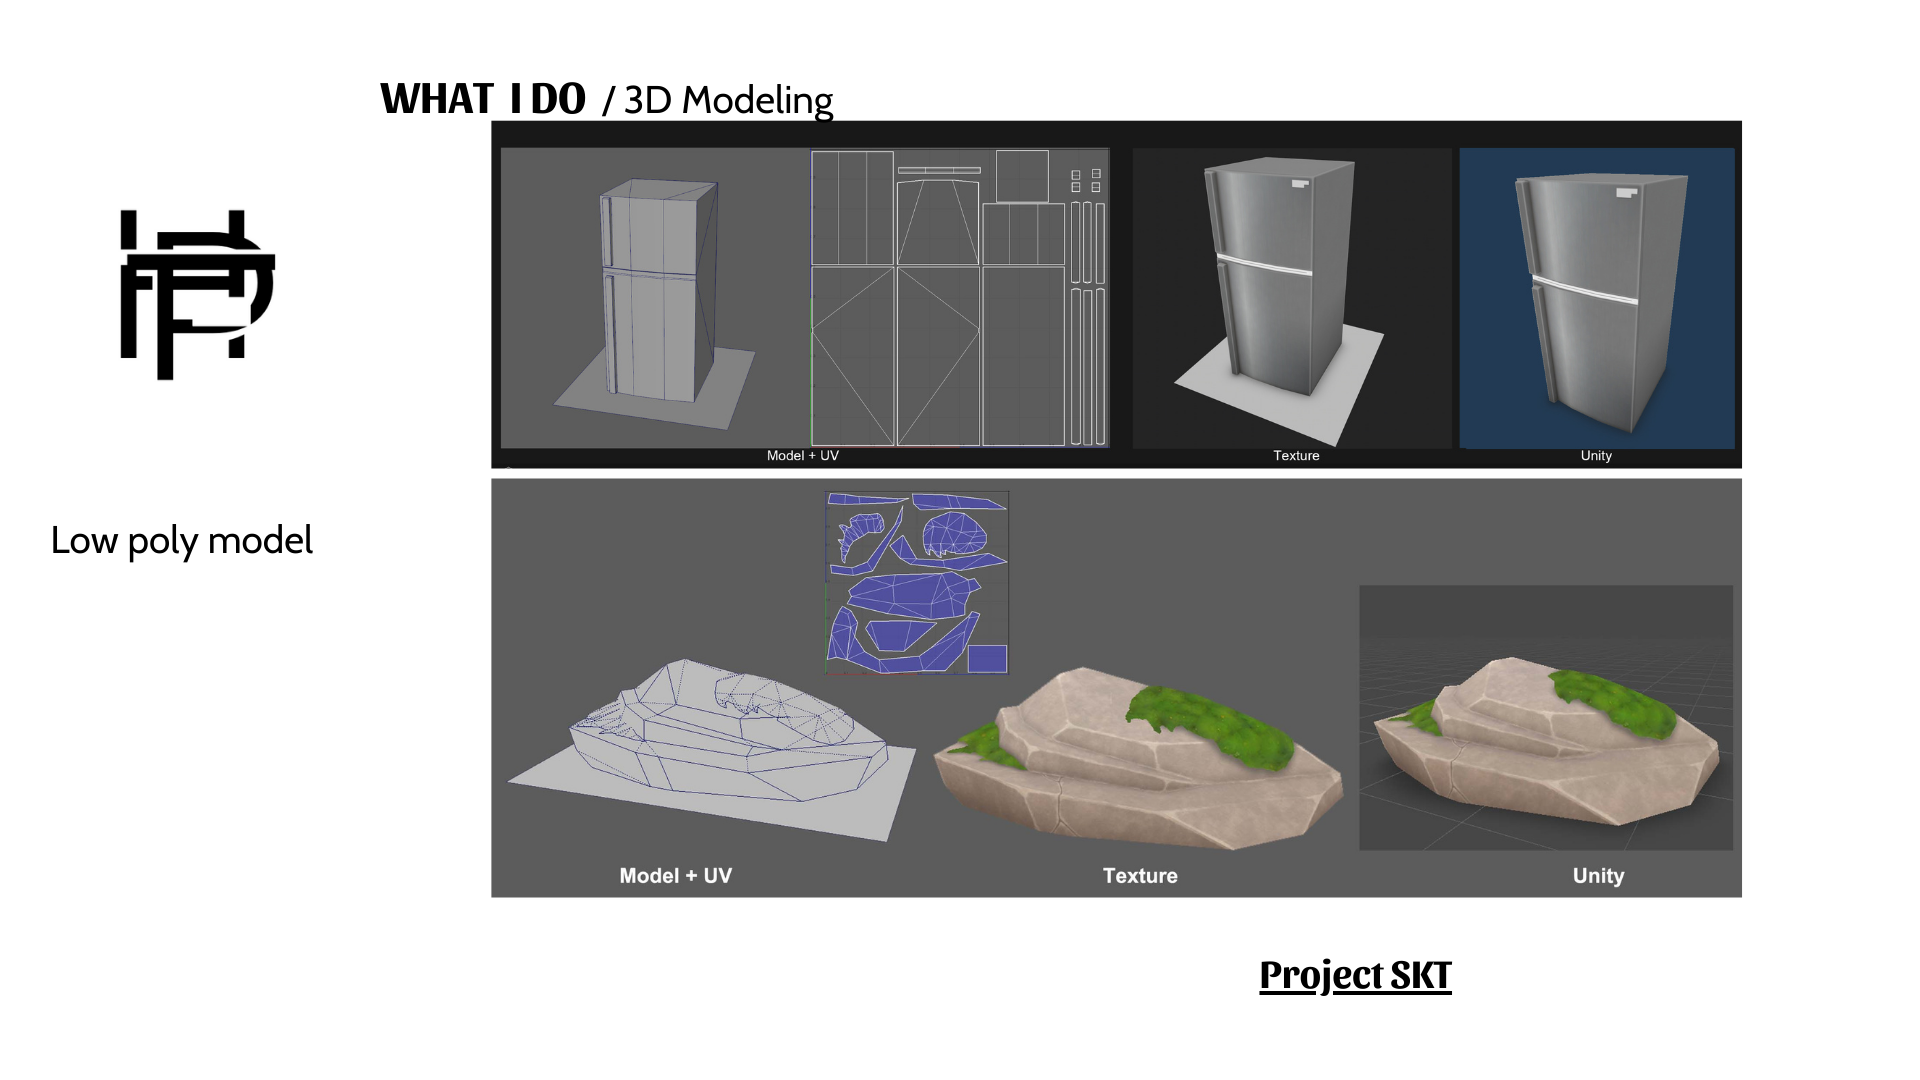 WHAT I DO / 3D Modeling
Model + UV
Texture
Unity
Low poly model
Model + UV
Texture
Unity
Project SKT